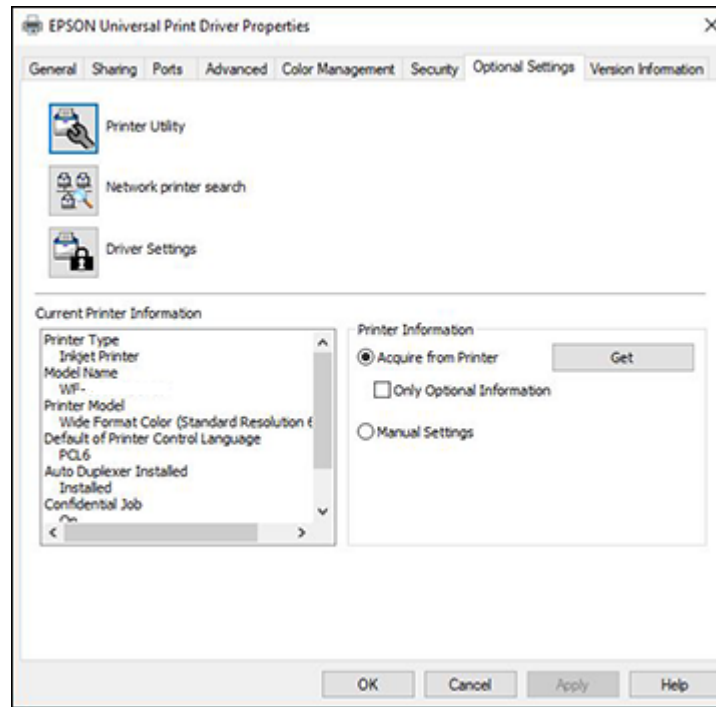 EPSON Universal Print Driver Properties
General Sharing Ports Advanced Color Management Security Optional Settings Version Information
Printer Utility
Network printer search
Driver Settings
Current Printer Information
Printer Type
Inkjet Printer
Model Name
WF-
Printer Model
Wide Format Color (Standard Resolution 6
Default of Printer Control Language
PCL6
Auto Duplexer Installed
Installed
Confidential Job
On
Printer Information
Acquire from Printer Get
Only Optional Information
Manual Settings
OK Cancel Apply Help